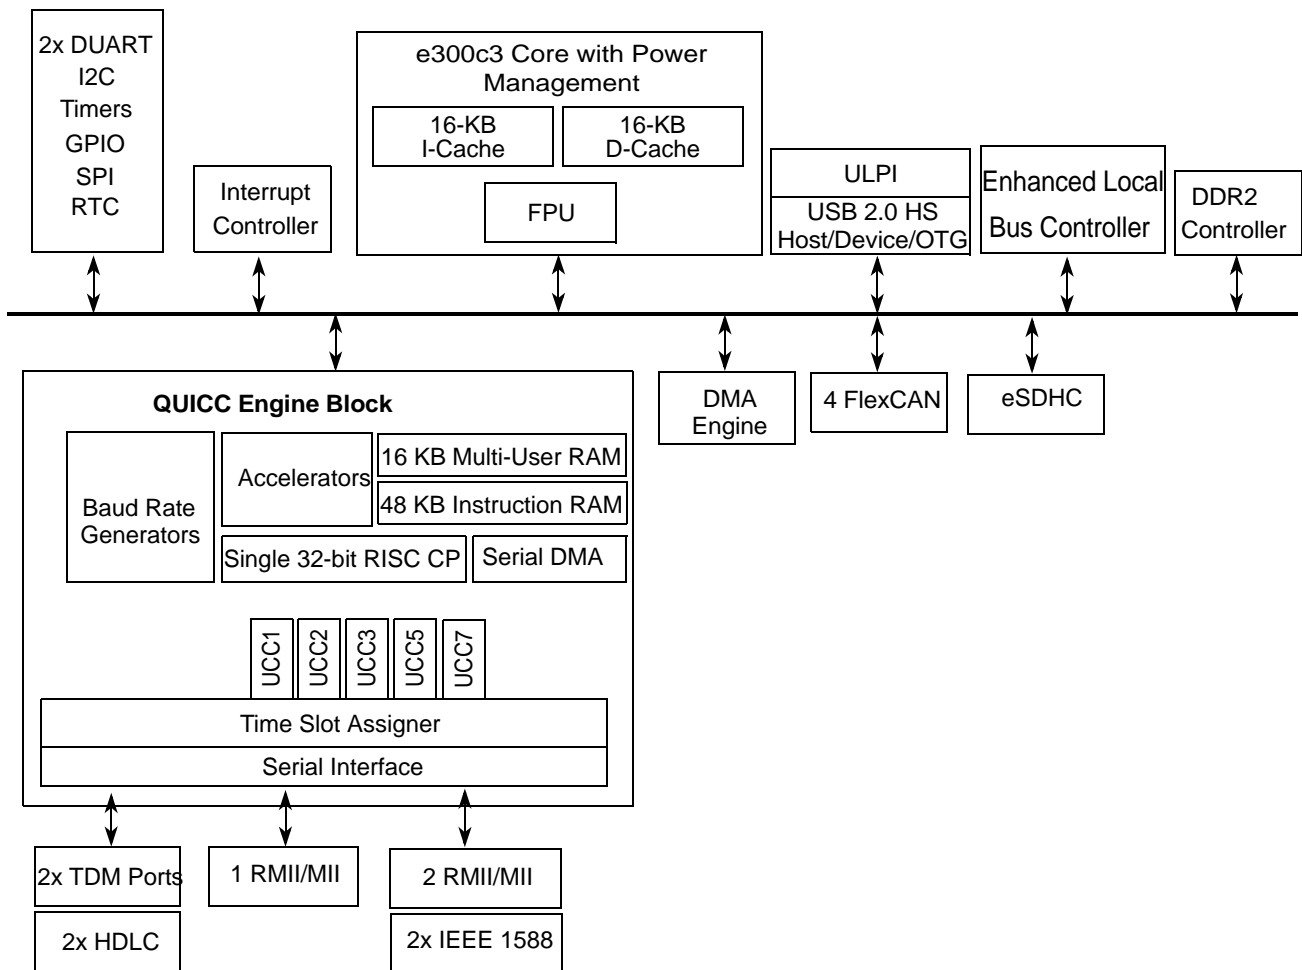 2x DUART
I2C
Timers
GPIO
SPI
RTC
Interrupt
Controller
e300c3 Core with Power
Management
16-KB
I-Cache
16-KB
D-Cache
FPU
ULPI
USB 2.0 HS
Host/Device/OTG
Enhanced Local
Bus Controller
DDR2
Controller
QUICC Engine Block
Baud Rate
Generators
Accelerators
16 KB Multi-User RAM
48 KB Instruction RAM
Single 32-bit RISC CP
Serial DMA
UCC1
UCC2
UCC3
UCC5
UCC7
Time Slot Assigner
Serial Interface
DMA
Engine
4 FlexCAN
eSDHC
2x TDM Ports
2x HDLC
1 RMII/MII
2 RMII/MII
2x IEEE 1588